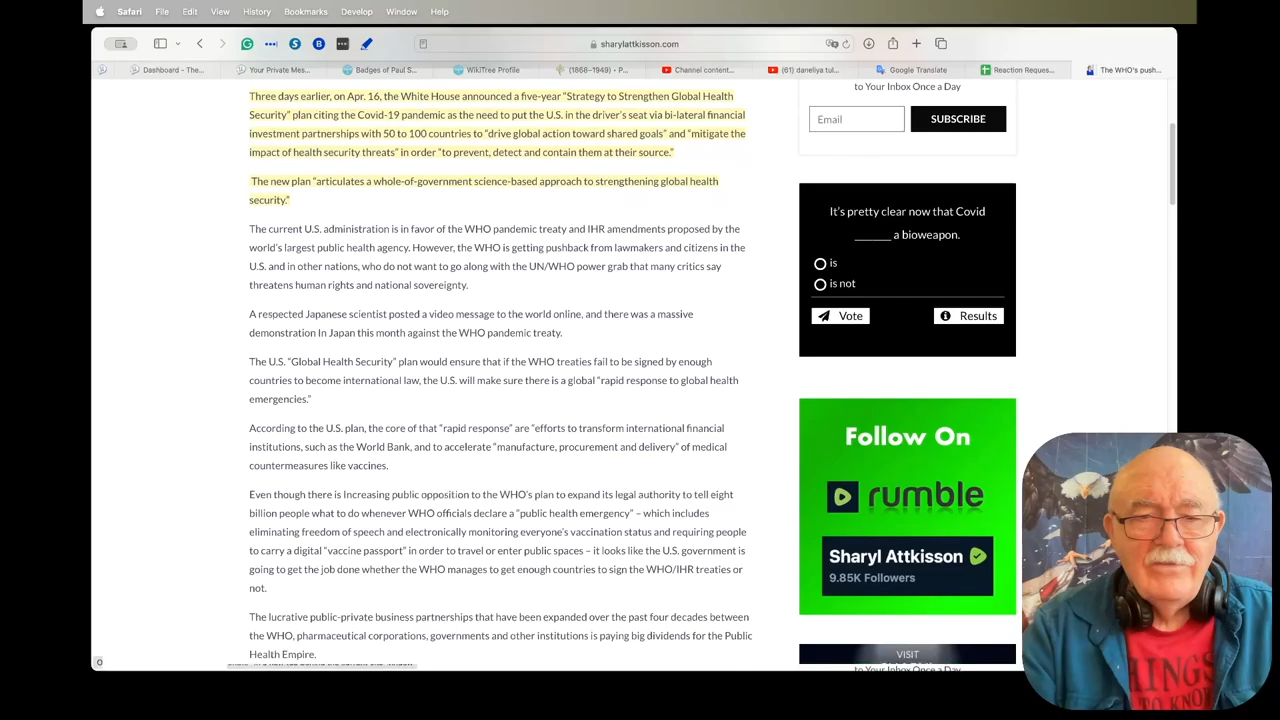 Safari File Edit View History Bookmarks Develop Window Help
sharylattkisson.com
Dashboard - The... Your Private Mes... Badges of Paul S... WikiTree Profile (1868–1949) • P... Channel content... (61) daneliya tul... Google Translate Reaction Reques... The WHO's push...
Three days earlier, on Apr. 16, the White House announced a five-year “Strategy to Strengthen Global Health
Security” plan citing the Covid-19 pandemic as the need to put the U.S. in the driver’s seat via bi-lateral financial
investment partnerships with 50 to 100 countries to “drive global action toward shared goals” and “mitigate the
impact of health security threats” in order “to prevent, detect and contain them at their source.”
The new plan “articulates a whole-of-government science-based approach to strengthening global health
security.”
The current U.S. administration is in favor of the WHO pandemic treaty and IHR amendments proposed by the
world’s largest public health agency. However, the WHO is getting pushback from lawmakers and citizens in the
U.S. and in other nations, who do not want to go along with the UN/WHO power grab that many critics say
threatens human rights and national sovereignty.
A respected Japanese scientist posted a video message to the world online, and there was a massive
demonstration In Japan this month against the WHO pandemic treaty.
The U.S. “Global Health Security” plan would ensure that if the WHO treaties fail to be signed by enough
countries to become international law, the U.S. will make sure there is a global “rapid response to global health
emergencies.”
According to the U.S. plan, the core of that “rapid response” are “efforts to transform international financial
institutions, such as the World Bank, and to accelerate “manufacture, procurement and delivery” of medical
countermeasures like vaccines.
Even though there is Increasing public opposition to the WHO’s plan to expand its legal authority to tell eight
billion people what to do whenever WHO officials declare a “public health emergency” – which includes
eliminating freedom of speech and electronically monitoring everyone’s vaccination status and requiring people
to carry a digital “vaccine passport” in order to travel or enter public spaces – it looks like the U.S. government is
going to get the job done whether the WHO manages to get enough countries to sign the WHO/IHR treaties or
not.
The lucrative public-private business partnerships that have been expanded over the past four decades between
the WHO, pharmaceutical corporations, governments and other institutions is paying big dividends for the Public
Health Empire.
to Your Inbox Once a Day
Email
SUBSCRIBE
It’s pretty clear now that Covid
_______ a bioweapon.
is
is not
Vote Results
Follow On
rumble
Sharyl Attkisson
9.85K Followers
VISIT
to Your Inbox Once a Day
THINGS
TO KNOW